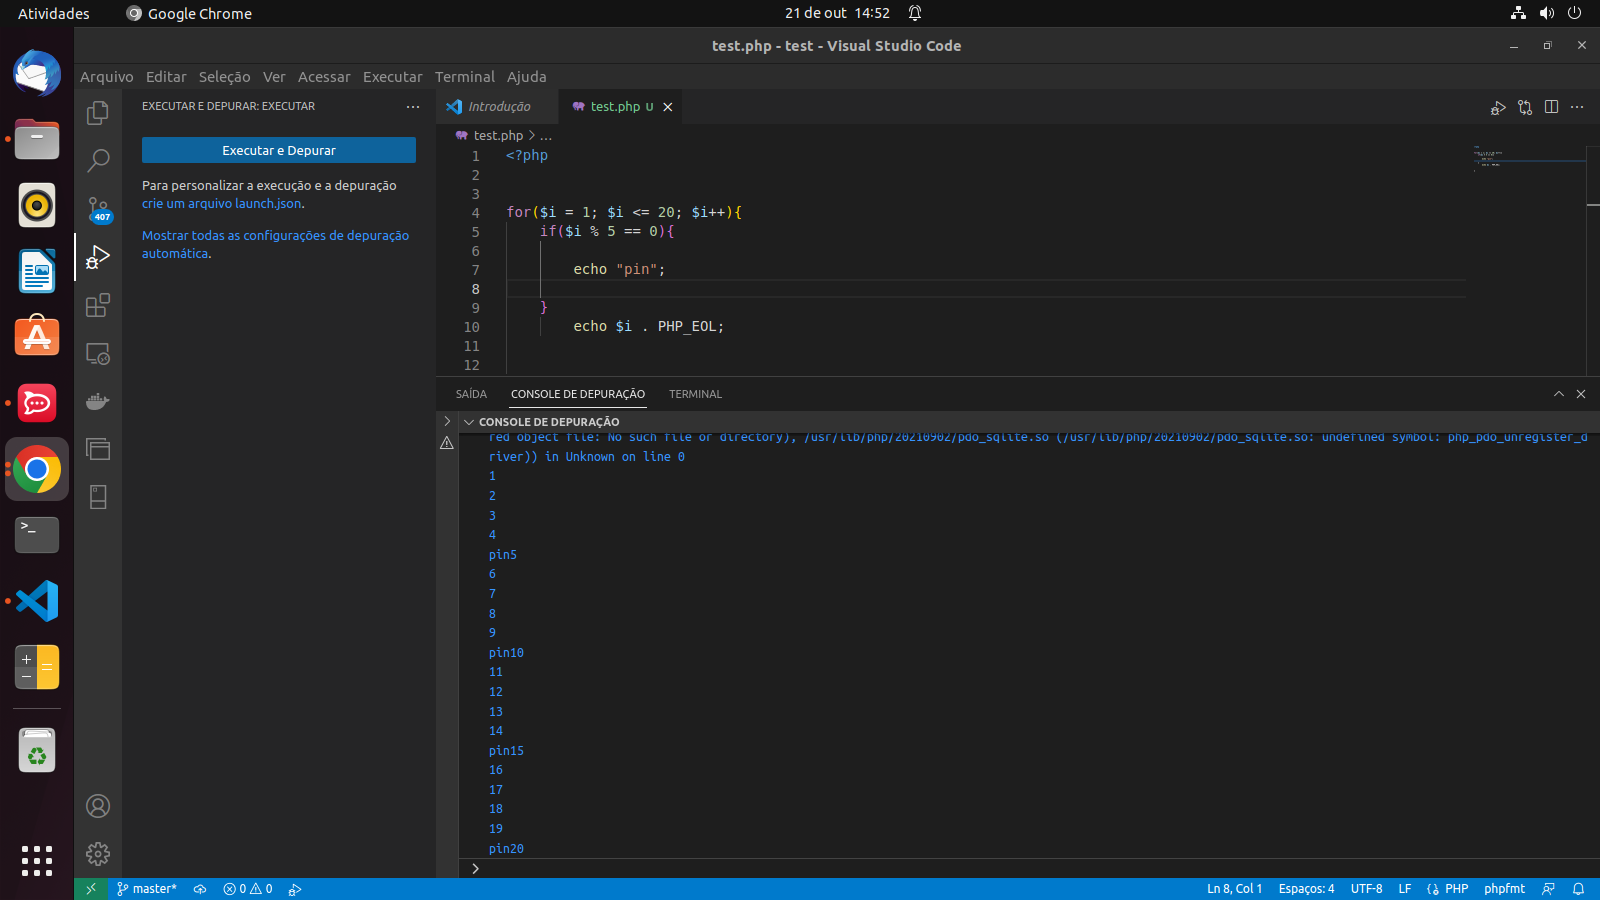 Atividades
Google Chrome
21 de out 14:52
test.php - test - Visual Studio Code
Arquivo Editar Seleção Ver Acessar Executar Terminal Ajuda
EXECUTAR E DEPURAR: EXECUTAR
Executar e Depurar
Para personalizar a execução e a depuração
crie um arquivo launch.json.
Mostrar todas as configurações de depuração
automática.
407
Introdução
test.php U
test.php > ...
1 <?php
2
3
4 for($i = 1; $i <= 20; $i++){
5 if($i % 5 == 0){
6
7 echo "pin";
8
9 }
10 echo $i . PHP_EOL;
11
12
SAÍDA CONSOLE DE DEPURAÇÃO TERMINAL
CONSOLE DE DEPURAÇÃO
red object file: No such file or directory), /usr/lib/php/20210902/pdo_sqlite.so (/usr/lib/php/20210902/pdo_sqlite.so: undefined symbol: php_pdo_unregister_d
river)) in Unknown on line 0
1
2
3
4
pin5
6
7
8
9
pin10
11
12
13
14
pin15
16
17
18
19
pin20
>
master* 0 0
Ln 8, Col 1 Espaços: 4 UTF-8 LF PHP phpfmt